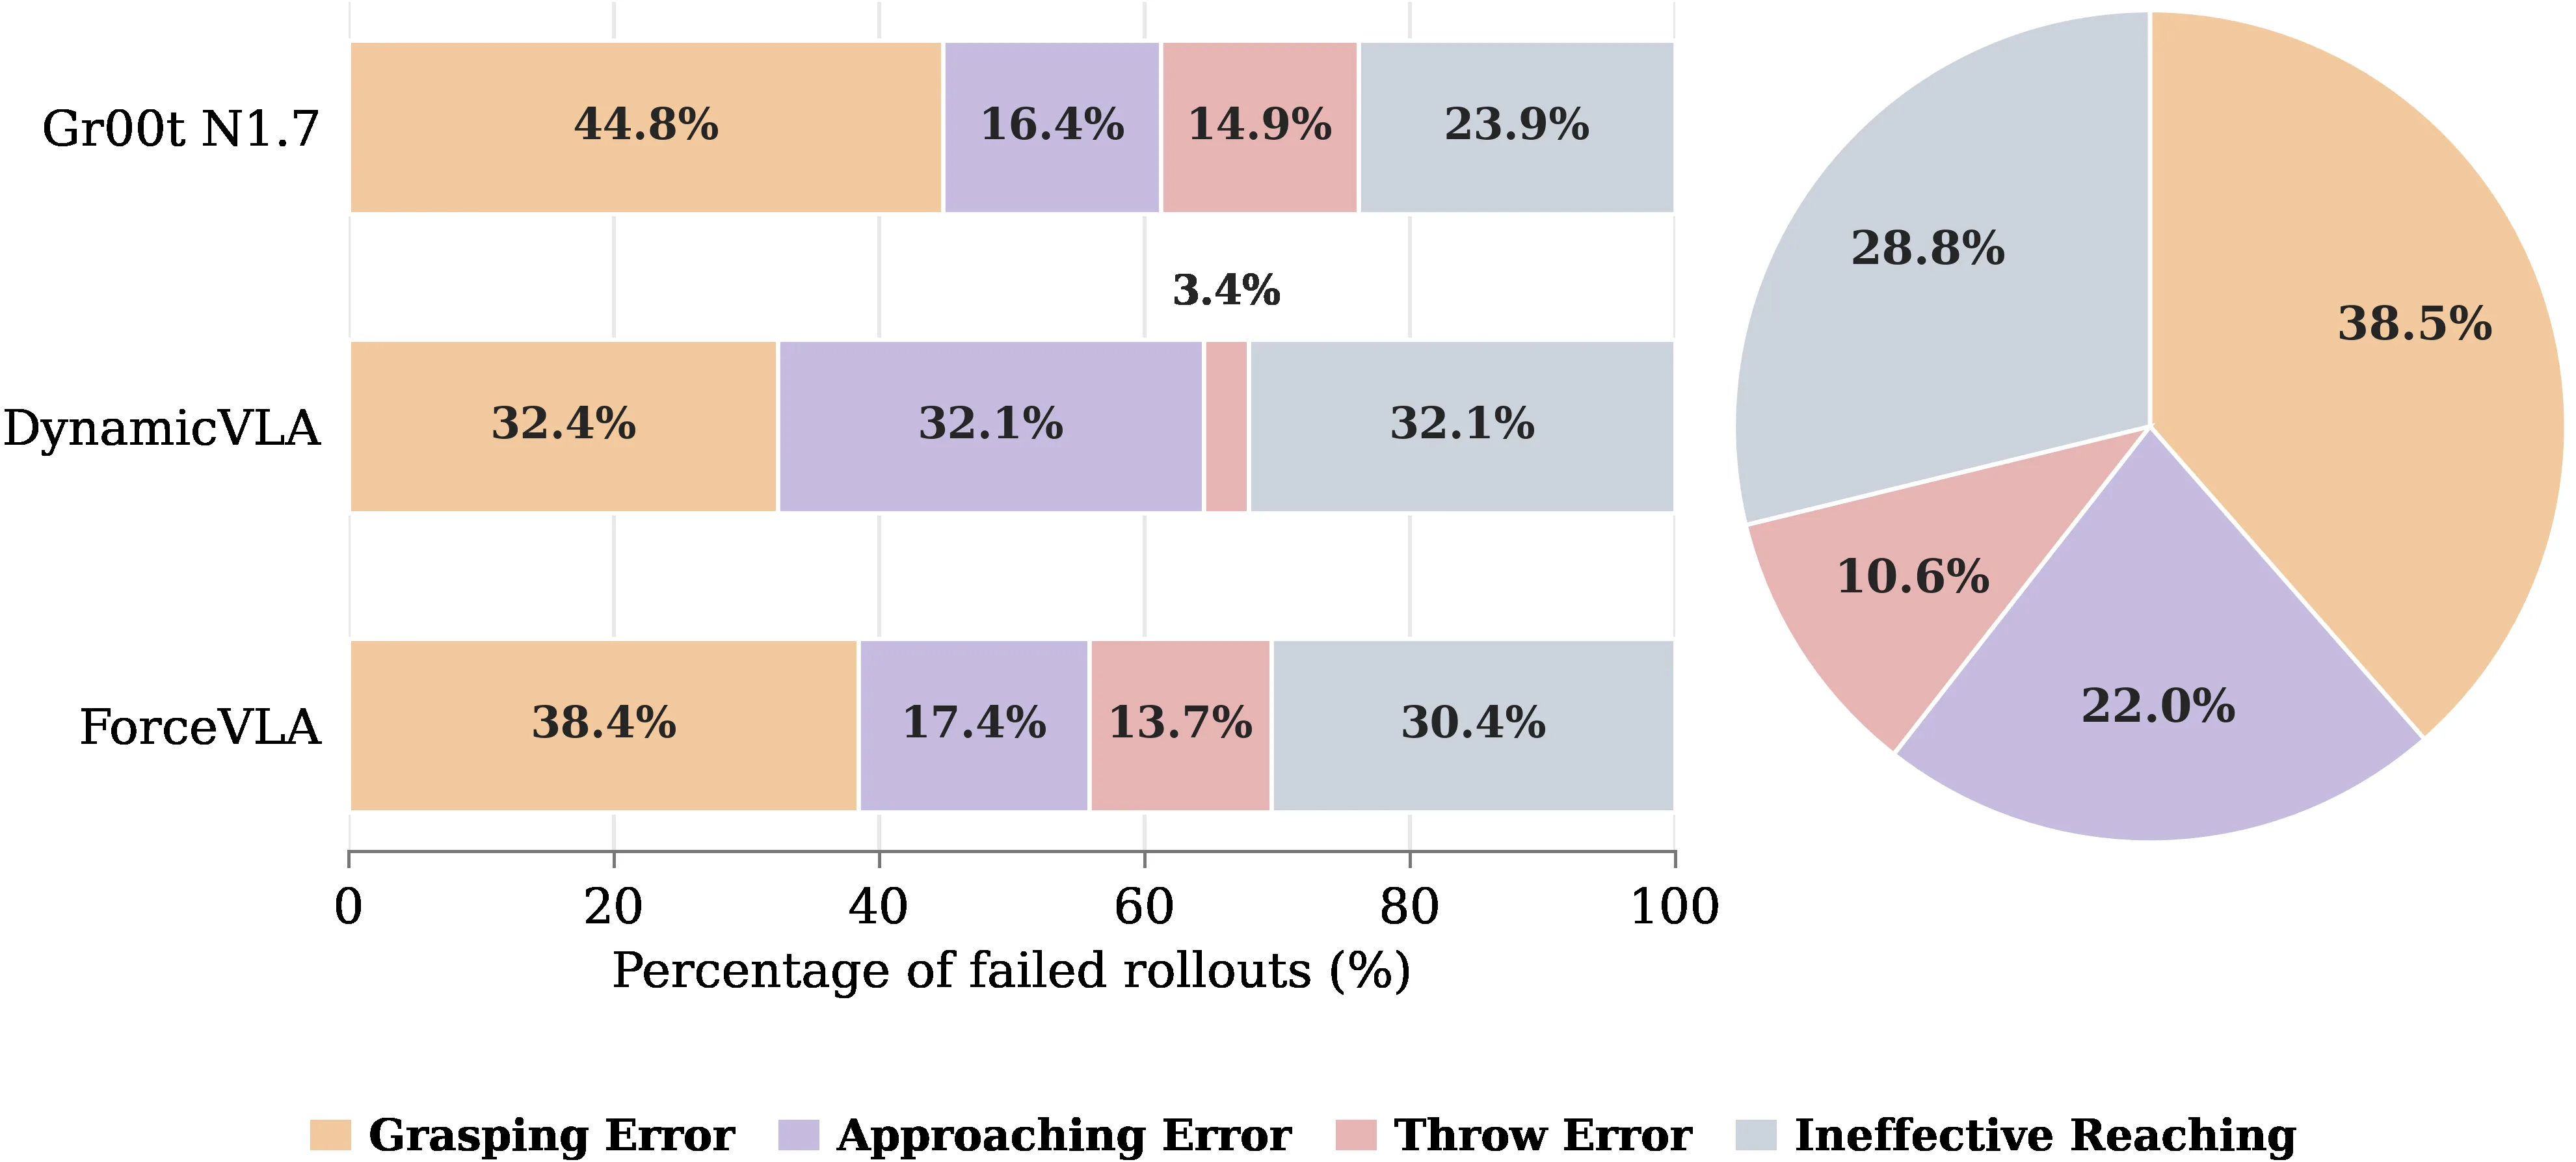 Gr00t N1.7
44.8%
16.4%
14.9%
23.9%
3.4%
DynamicVLA
32.4%
32.1%
32.1%
ForceVLA
38.4%
17.4%
13.7%
30.4%
0 20 40 60 80 100
Percentage of failed rollouts (%)
28.8%
38.5%
10.6%
22.0%
Grasping Error Approaching Error Throw Error Ineffective Reaching